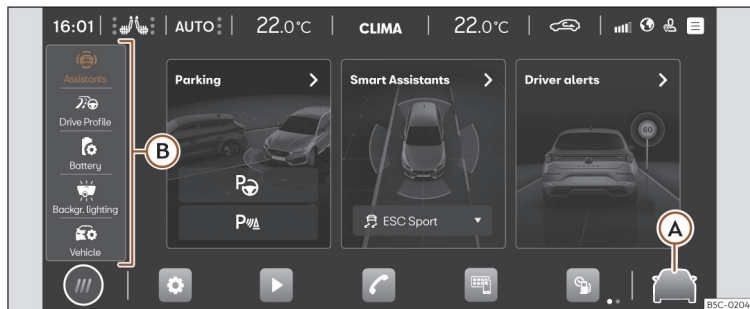 16:01 AUTO 22.0°C CLIMA 22.0°C
Assistants
Drive Profile
Battery
Backgr. lighting
Vehicle
B
Parking
P
P
Smart Assistants
ESC Sport
Driver alerts
60
A
B5C-0204